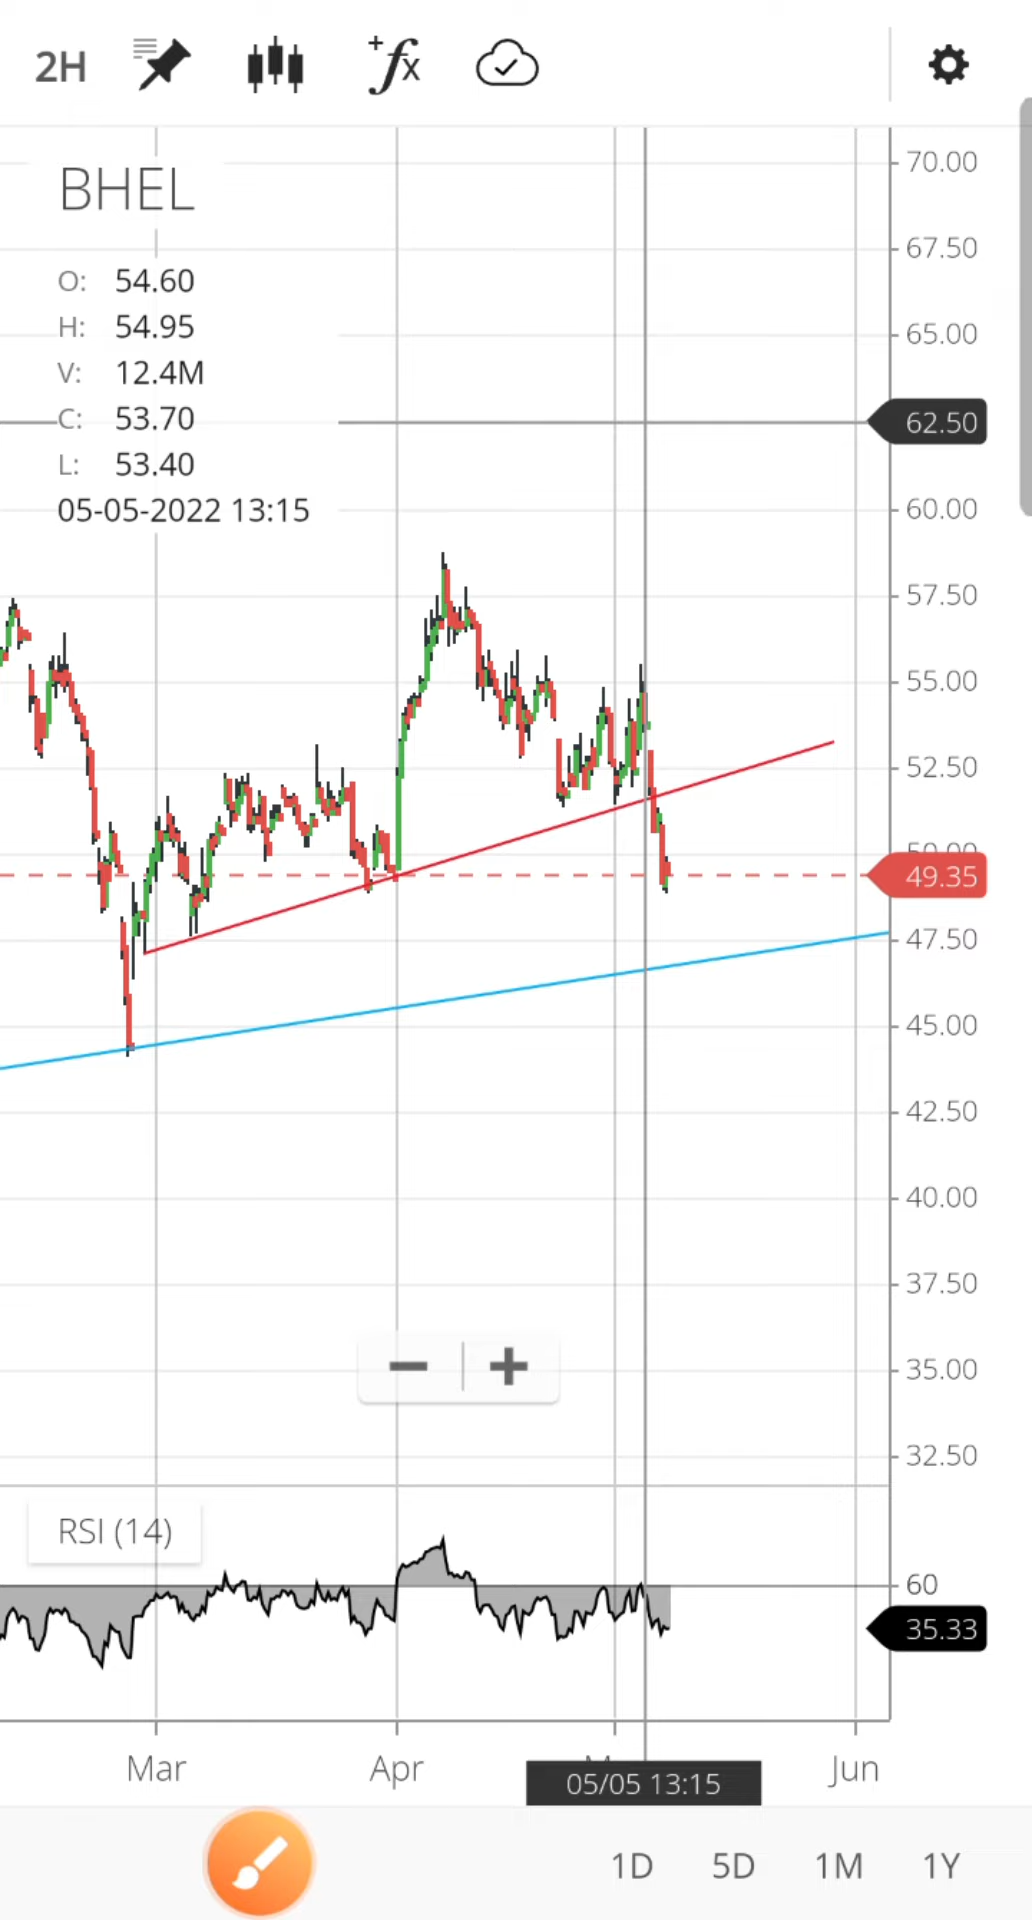 2H
+fx
BHEL
O: 54.60
H: 54.95
V: 12.4M
C: 53.70
L: 53.40
05-05-2022 13:15
70.00
67.50
65.00
62.50
60.00
57.50
55.00
52.50
50.00
49.35
47.50
45.00
42.50
40.00
37.50
35.00
32.50
RSI (14)
60
35.33
Mar Apr Jun
05/05 13:15
1D 5D 1M 1Y